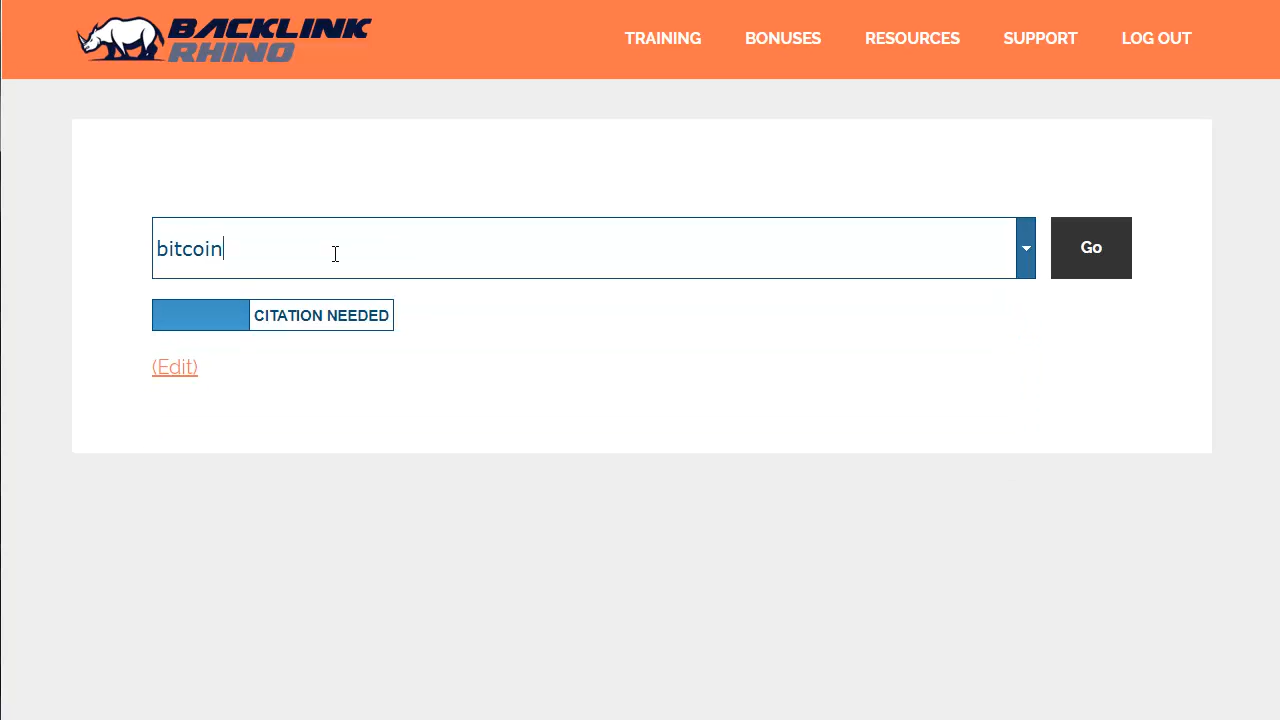 BACKLINK
RHINO
TRAINING BONUSES RESOURCES SUPPORT LOG OUT
bitcoin
Go
CITATION NEEDED
(Edit)